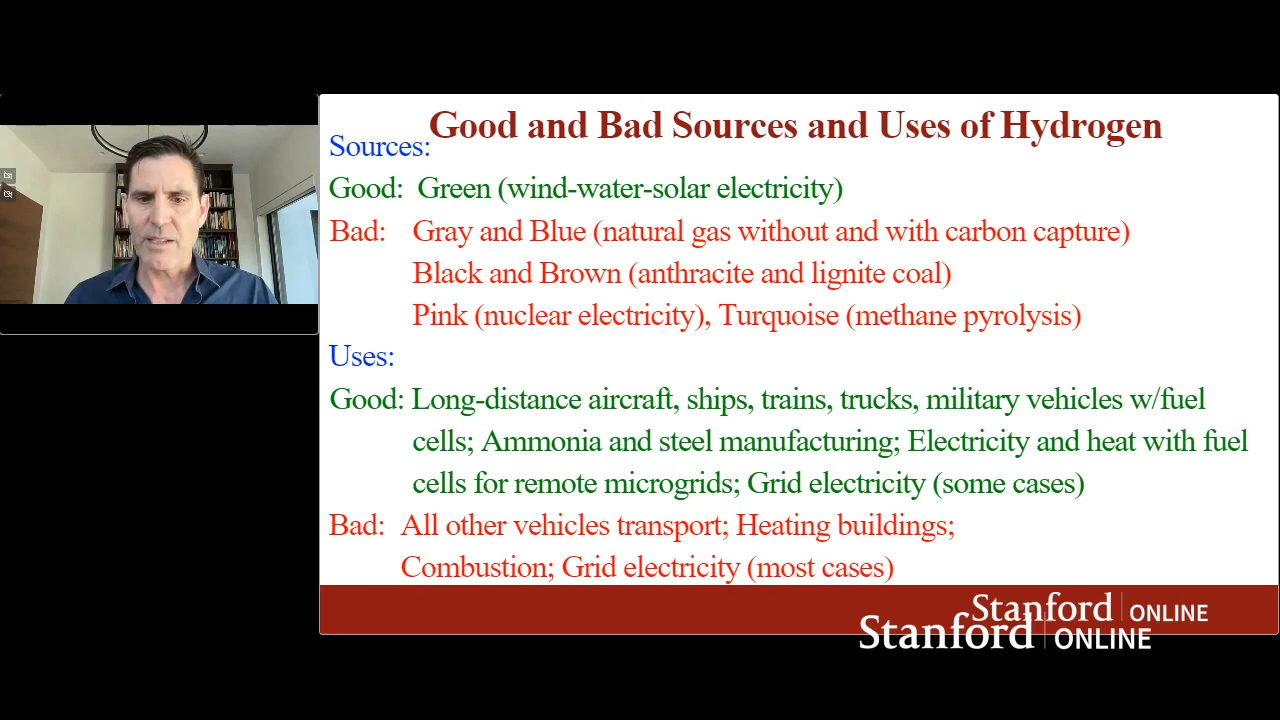 Good and Bad Sources and Uses of Hydrogen
Sources:
Good: Green (wind-water-solar electricity)
Bad: Gray and Blue (natural gas without and with carbon capture)
Black and Brown (anthracite and lignite coal)
Pink (nuclear electricity), Turquoise (methane pyrolysis)
Uses:
Good: Long-distance aircraft, ships, trains, trucks, military vehicles w/fuel
cells; Ammonia and steel manufacturing; Electricity and heat with fuel
cells for remote microgrids; Grid electricity (some cases)
Bad: All other vehicles transport; Heating buildings;
Combustion; Grid electricity (most cases)
Stanford ONLINE
Stanford ONLINE